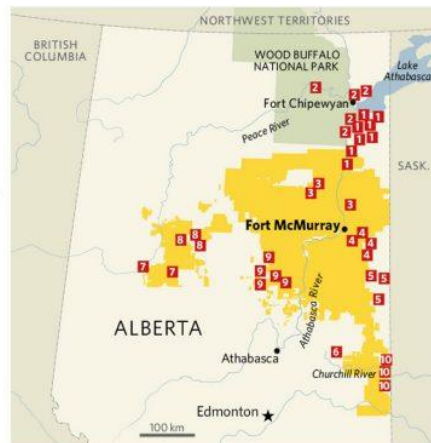 NORTHWEST TERRITORIES
BRITISH
COLUMBIA
WOOD BUFFALO
NATIONAL PARK
Lake
Athabasca
2
2 2
Fort Chipewyan
2 1 1
1 1
Peace River
2 1 1
1
1
SASK.
3
3
3
Fort McMurray
8 8 8
4
4 4
4
9
7 7
9 9 9
9
5 5
5
Athabasca River
ALBERTA
Athabasca
6
Churchill River
10
10
10
Edmonton
100 km